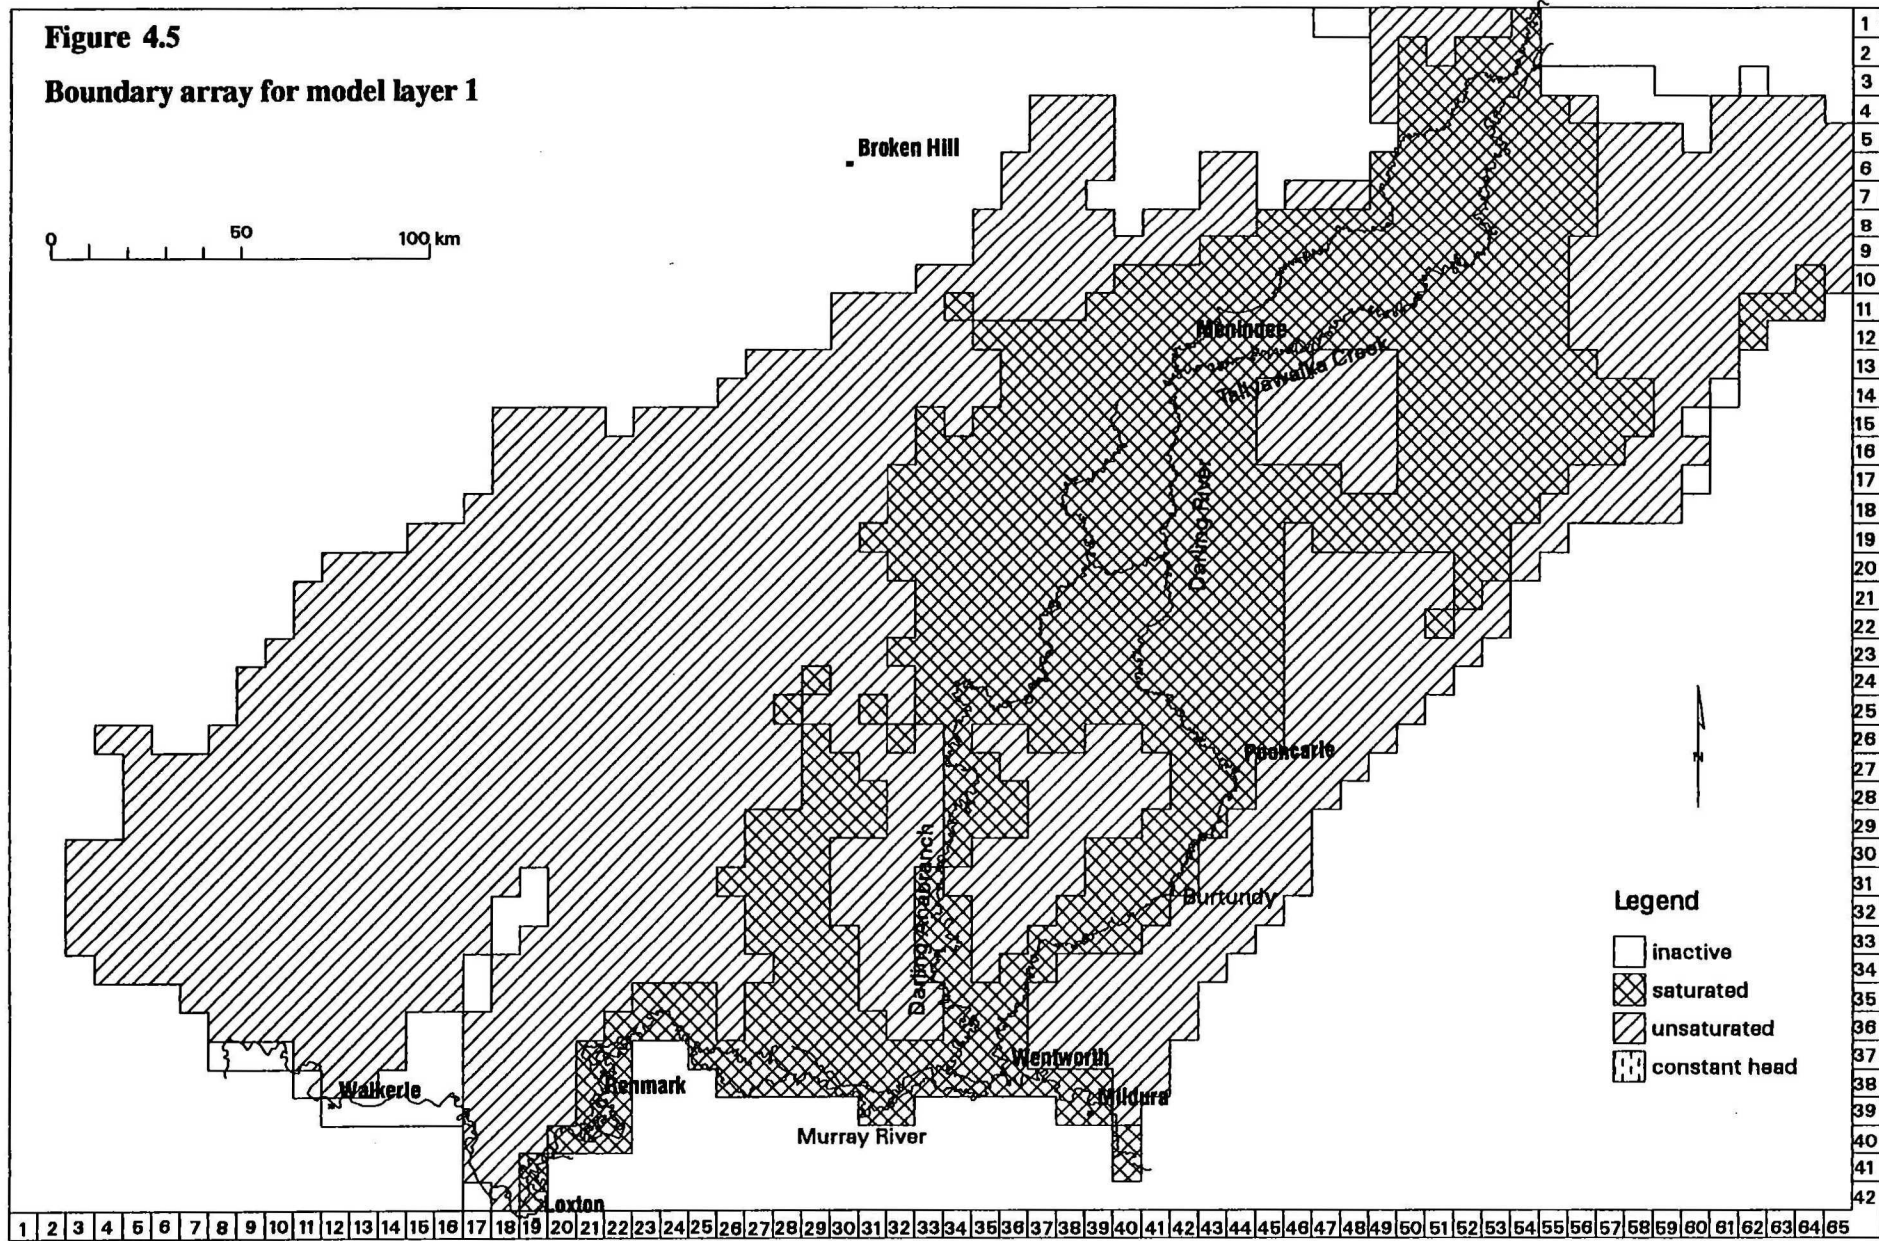 Figure 4.5
Boundary array for model layer 1
Broken Hill
0 50 100 km
Menindee
Tallyawalka Creek
Darling River
Pooncarie
Darling Anabranch
Burtundy
N
Wentworth
Mildura
Renmark
Waikerie
Murray River
Loxton
Legend
inactive
saturated
unsaturated
constant head
1
2
3
4
5
6
7
8
9
10
11
12
13
14
15
16
17
18
19
20
21
22
23
24
25
26
27
28
29
30
31
32
33
34
35
36
37
38
39
40
41
42
1 2 3 4 5 6 7 8 9 10 11 12 13 14 15 16 17 18 19 20 21 22 23 24 25 26 27 28 29 30 31 32 33 34 35 36 37 38 39 40 41 42 43 44 45 46 47 48 49 50 51 52 53 54 55 56 57 58 59 60 61 62 63 64 65